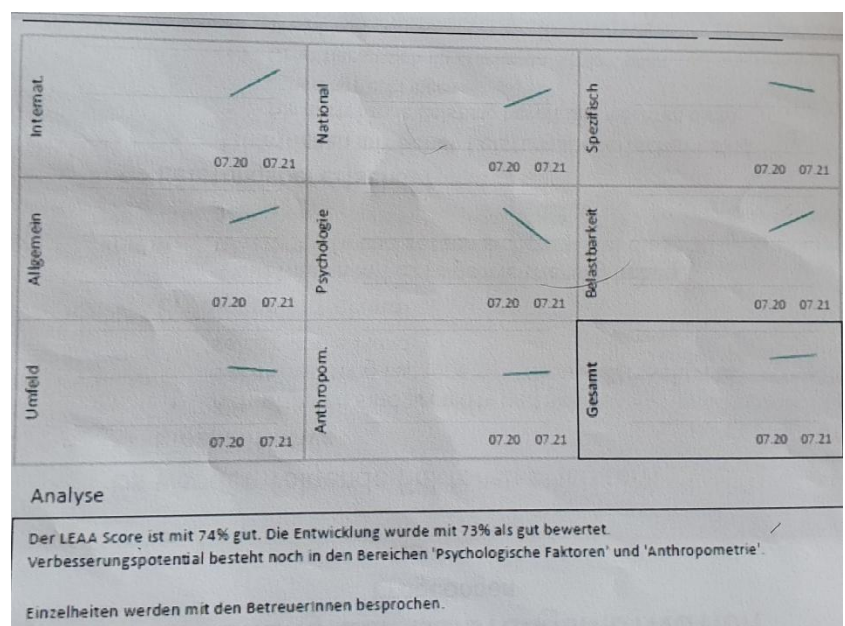 Internat.
07.20 07.21
National
07.20 07.21
Spezifisch
07.20 07.21
Allgemein
07.20 07.21
Psychologie
07.20 07.21
Belastbarkeit
07.20 07.21
Umfeld
07.20 07.21
Anthropom.
07.20 07.21
Gesamt
07.20 07.21
Analyse
Der LEAA Score ist mit 74% gut. Die Entwicklung wurde mit 73% als gut bewertet.
Verbesserungspotential besteht noch in den Bereichen 'Psychologische Faktoren' und 'Anthropometrie'.
Einzelheiten werden mit den BetreuerInnen besprochen.